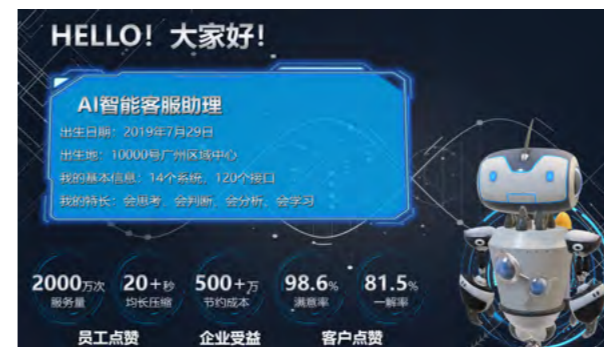 HELLO！大家好！
AI智能客服助理
出生日期：2019年7月29日
出生地：10000号广州区域中心
我的基本信息：14个系统，120个接口
我的特长：会思考、会判断、会分析、会学习
2000万次 20+秒 500+万 98.6% 81.5%
服务量 均长压缩 节约成本 满意率 一解率
员工点赞 企业受益 客户点赞